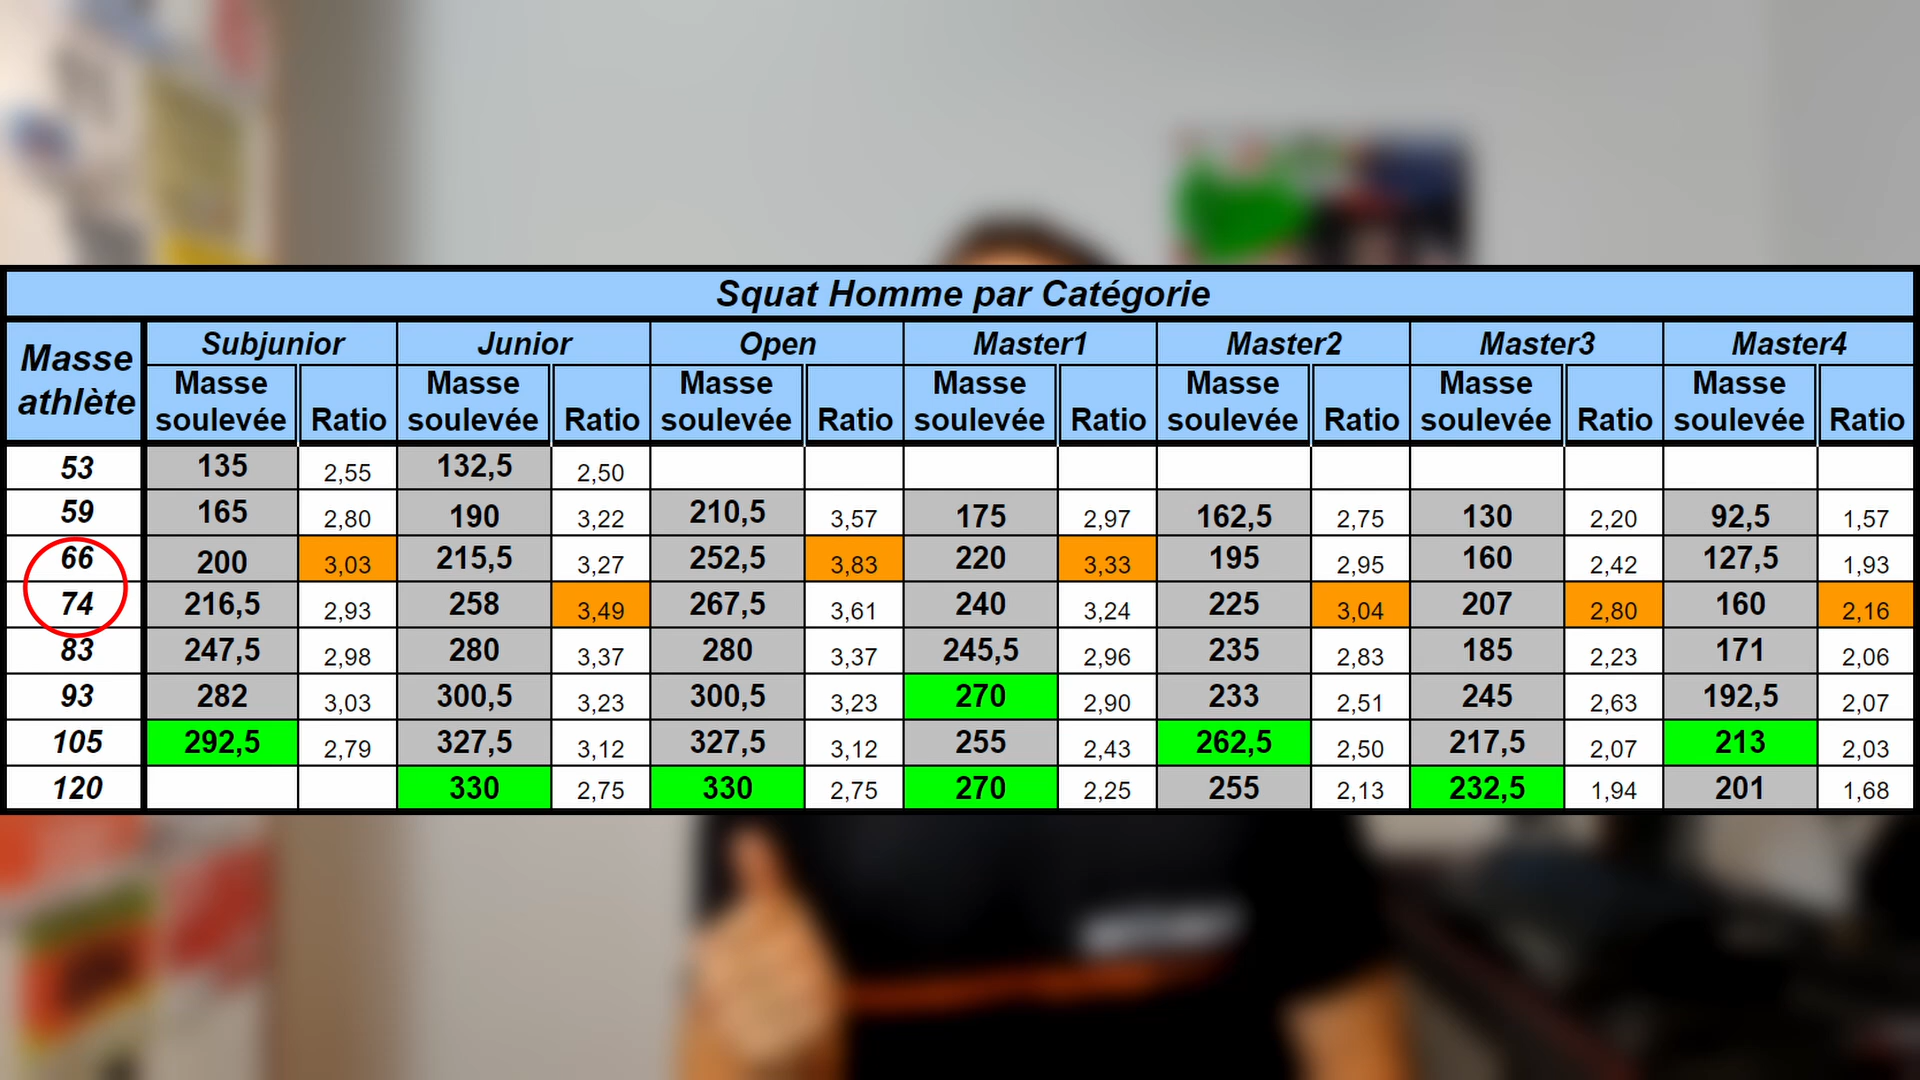 Squat Homme par Catégorie
Masse athlète Subjunior Junior Open Master1 Master2 Master3 Master4
Masse soulevée Ratio Masse soulevée Ratio Masse soulevée Ratio Masse soulevée Ratio Masse soulevée Ratio Masse soulevée Ratio Masse soulevée Ratio
53 135 2,55 132,5 2,50
59 165 2,80 190 3,22 210,5 3,57 175 2,97 162,5 2,75 130 2,20 92,5 1,57
66 200 3,03 215,5 3,27 252,5 3,83 220 3,33 195 2,95 160 2,42 127,5 1,93
74 216,5 2,93 258 3,49 267,5 3,61 240 3,24 225 3,04 207 2,80 160 2,16
83 247,5 2,98 280 3,37 280 3,37 245,5 2,96 235 2,83 185 2,23 171 2,06
93 282 3,03 300,5 3,23 300,5 3,23 270 2,90 233 2,51 245 2,63 192,5 2,07
105 292,5 2,79 327,5 3,12 327,5 3,12 255 2,43 262,5 2,50 217,5 2,07 213 2,03
120 330 2,75 330 2,75 270 2,25 255 2,13 232,5 1,94 201 1,68